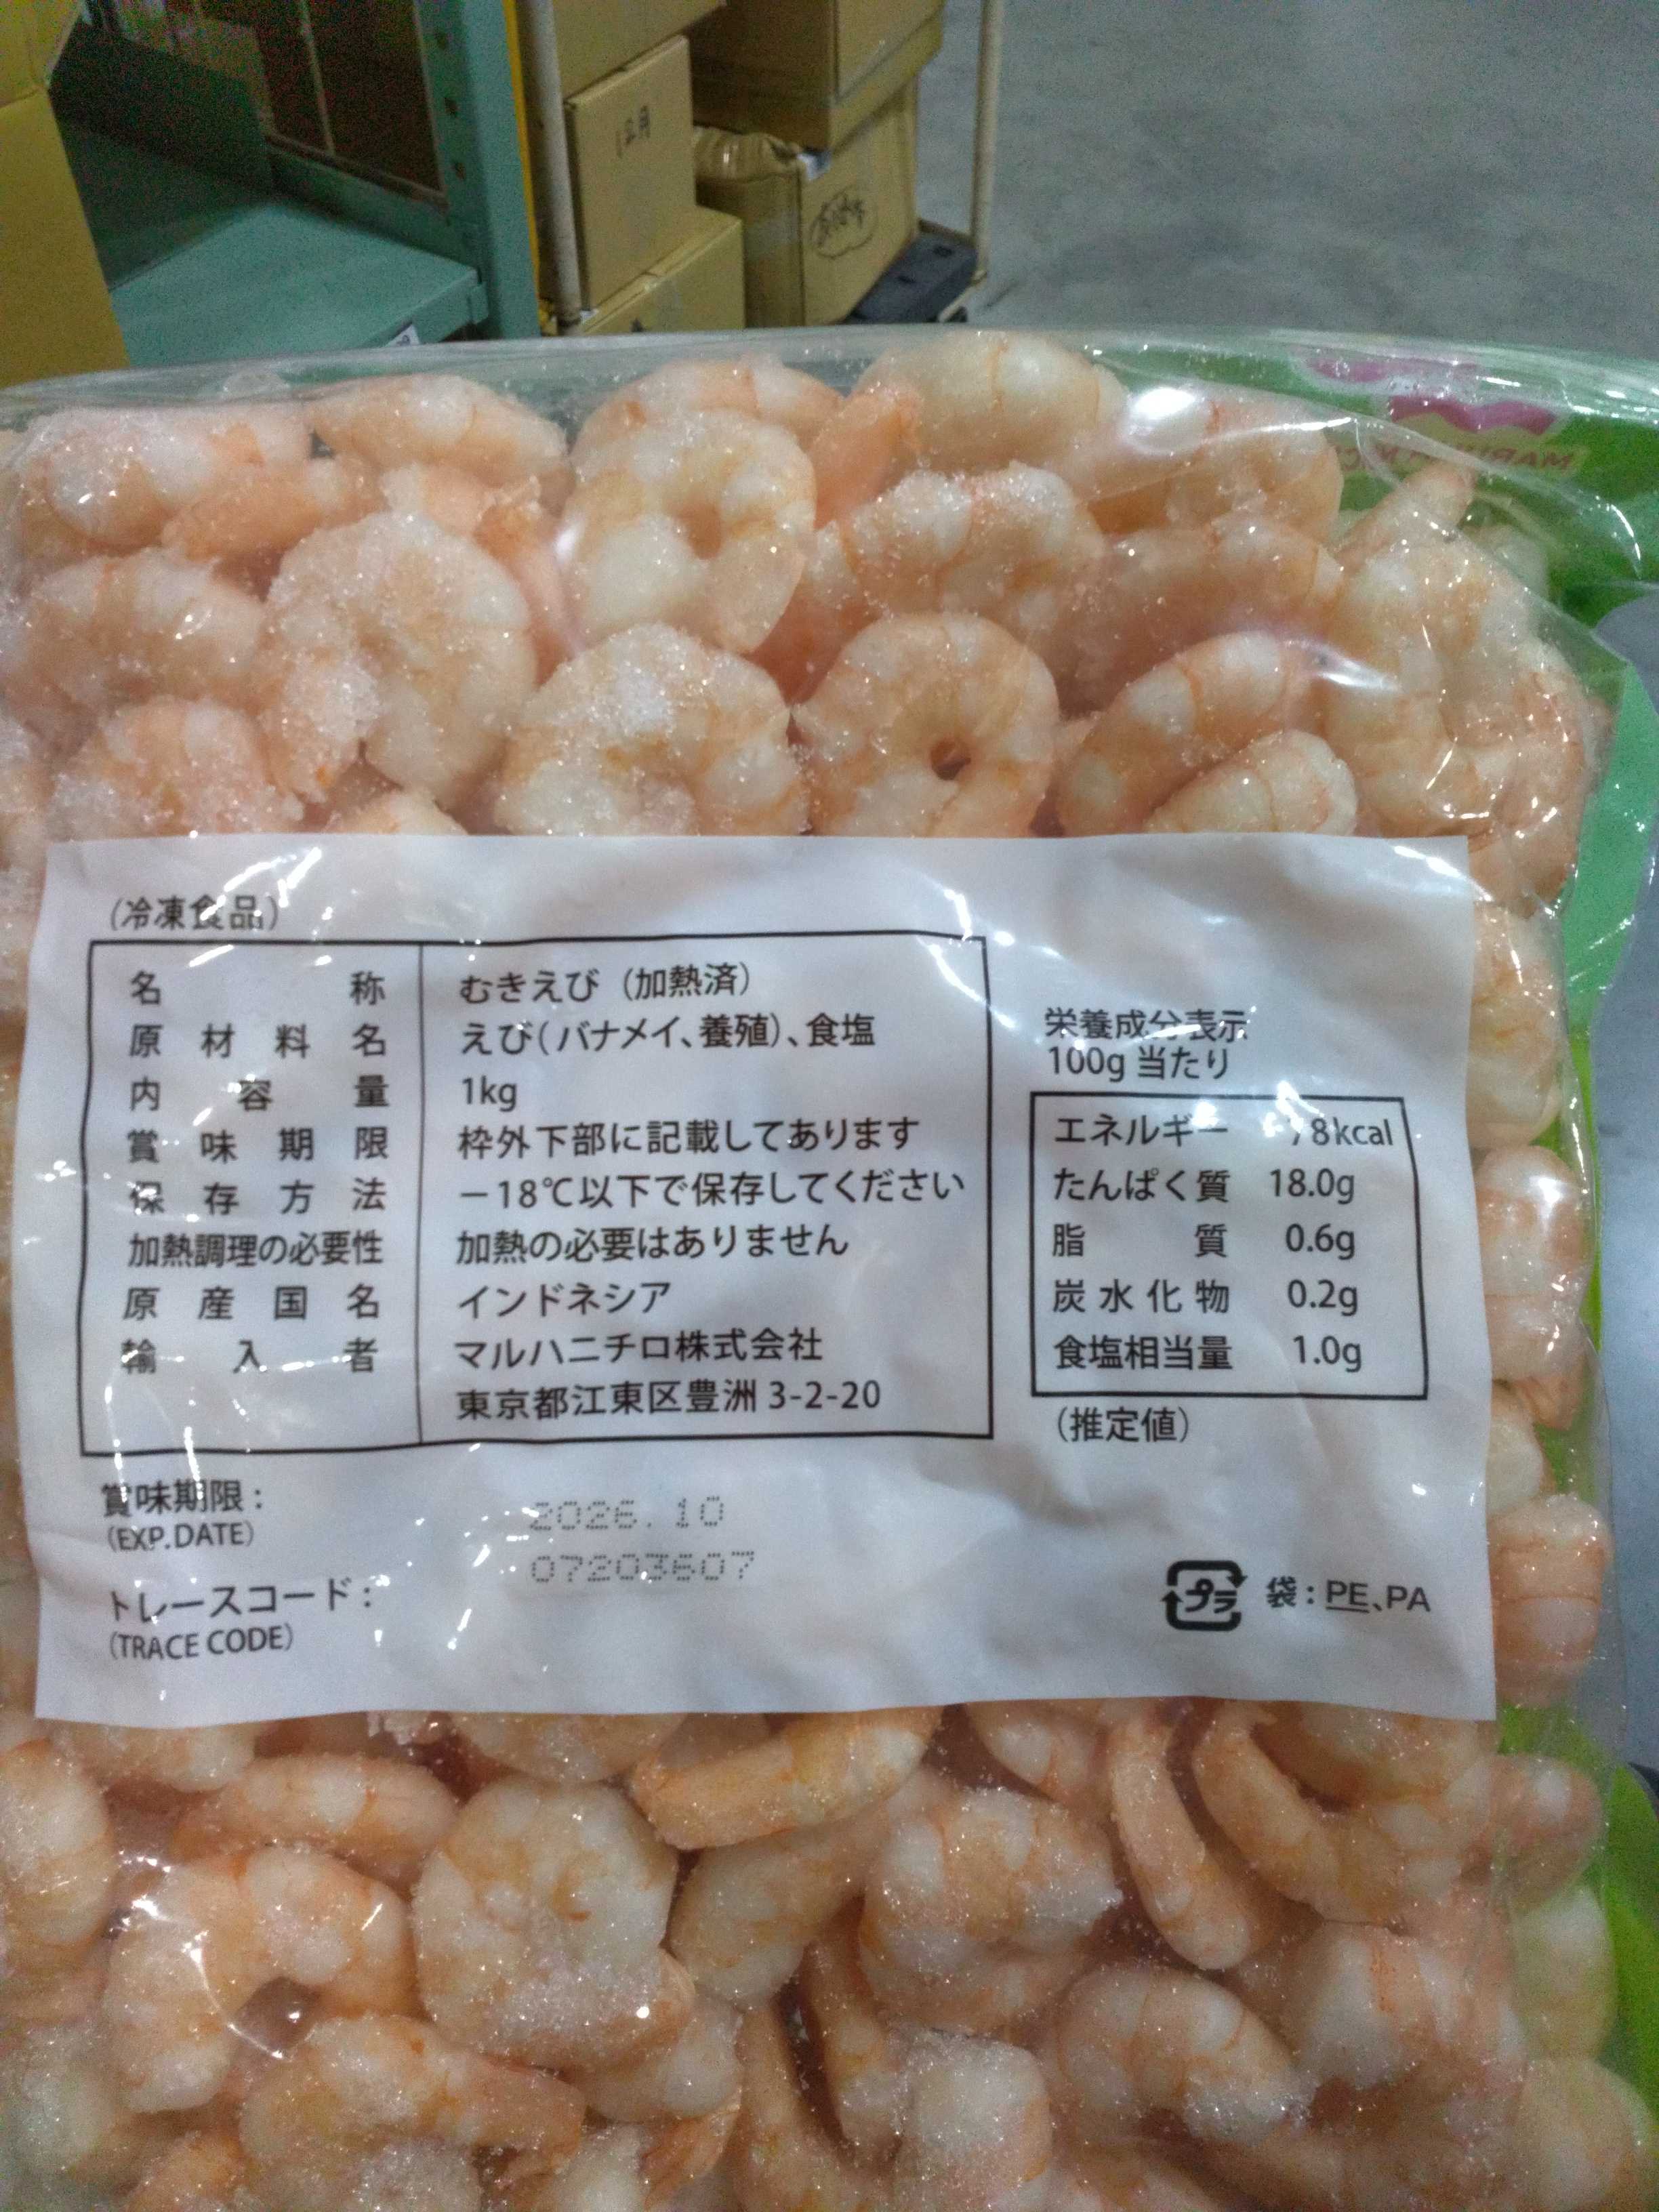 12月
(冷凍食品)
名称 むきえび(加熱済)
原材料名 えび(バナメイ、養殖)、食塩
内容量 1kg
賞味期限 枠外下部に記載してあります
保存方法 -18℃以下で保存してください
加熱調理の必要性 加熱の必要はありません
原産国名 インドネシア
輸入者 マルハニチロ株式会社
東京都江東区豊洲 3-2-20
栄養成分表示
100g 当たり
エネルギー 78kcal
たんぱく質 18.0g
脂質 0.6g
炭水化物 0.2g
食塩相当量 1.0g
(推定値)
賞味期限: 2026.10
(EXP.DATE)
07203607
トレースコード:
(TRACE CODE)
プラ 袋:PE、PA